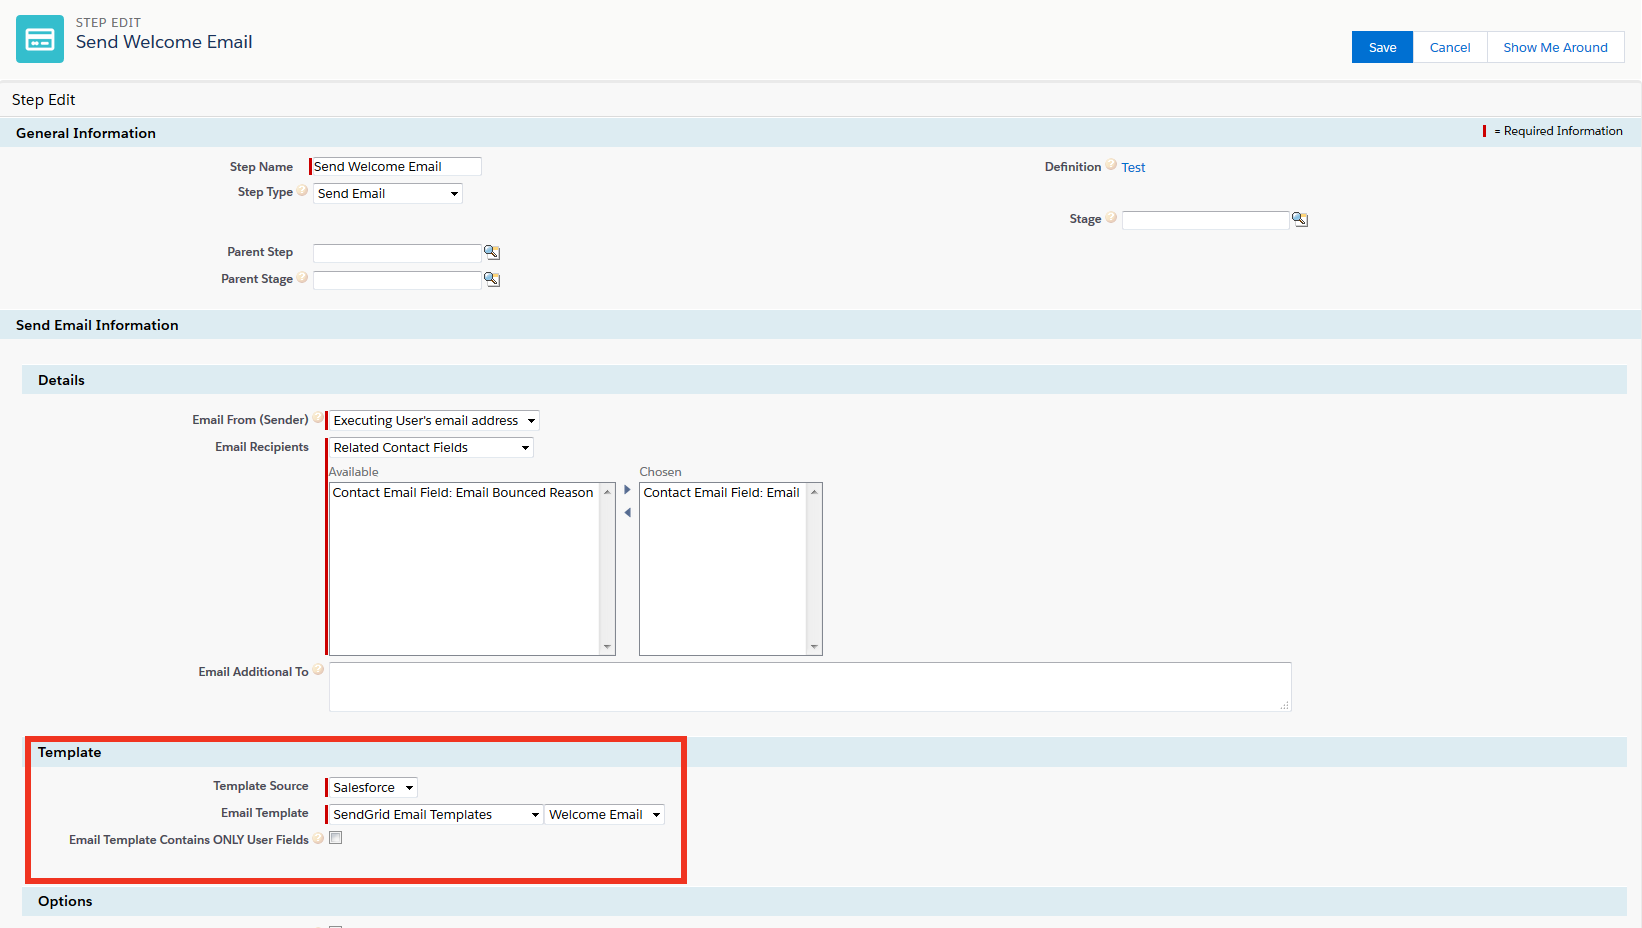 STEP EDIT
Send Welcome Email
Save Cancel Show Me Around
Step Edit
General Information
= Required Information
Step Name Send Welcome Email
Definition ? Test
Step Type ? Send Email
Stage ?
Parent Step
Parent Stage ?
Send Email Information
Details
Email From (Sender) ? Executing User's email address
Email Recipients Related Contact Fields
Available Chosen
Contact Email Field: Email Bounced Reason Contact Email Field: Email
Email Additional To ?
Template
Template Source Salesforce
Email Template SendGrid Email Templates Welcome Email
Email Template Contains ONLY User Fields ?
Options